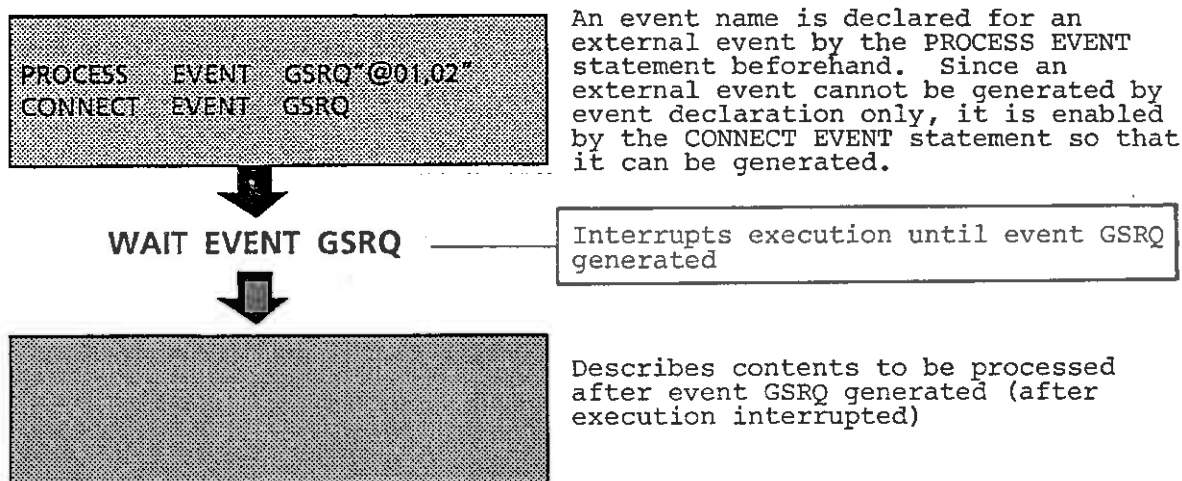 PROCESS EVENT GSRQ"@01,02"
CONNECT EVENT GSRQ
An event name is declared for an
external event by the PROCESS EVENT
statement beforehand. Since an
external event cannot be generated by
event declaration only, it is enabled
by the CONNECT EVENT statement so that
it can be generated.
WAIT EVENT GSRQ
Interrupts execution until event GSRQ
generated
Describes contents to be processed
after event GSRQ generated (after
execution interrupted)